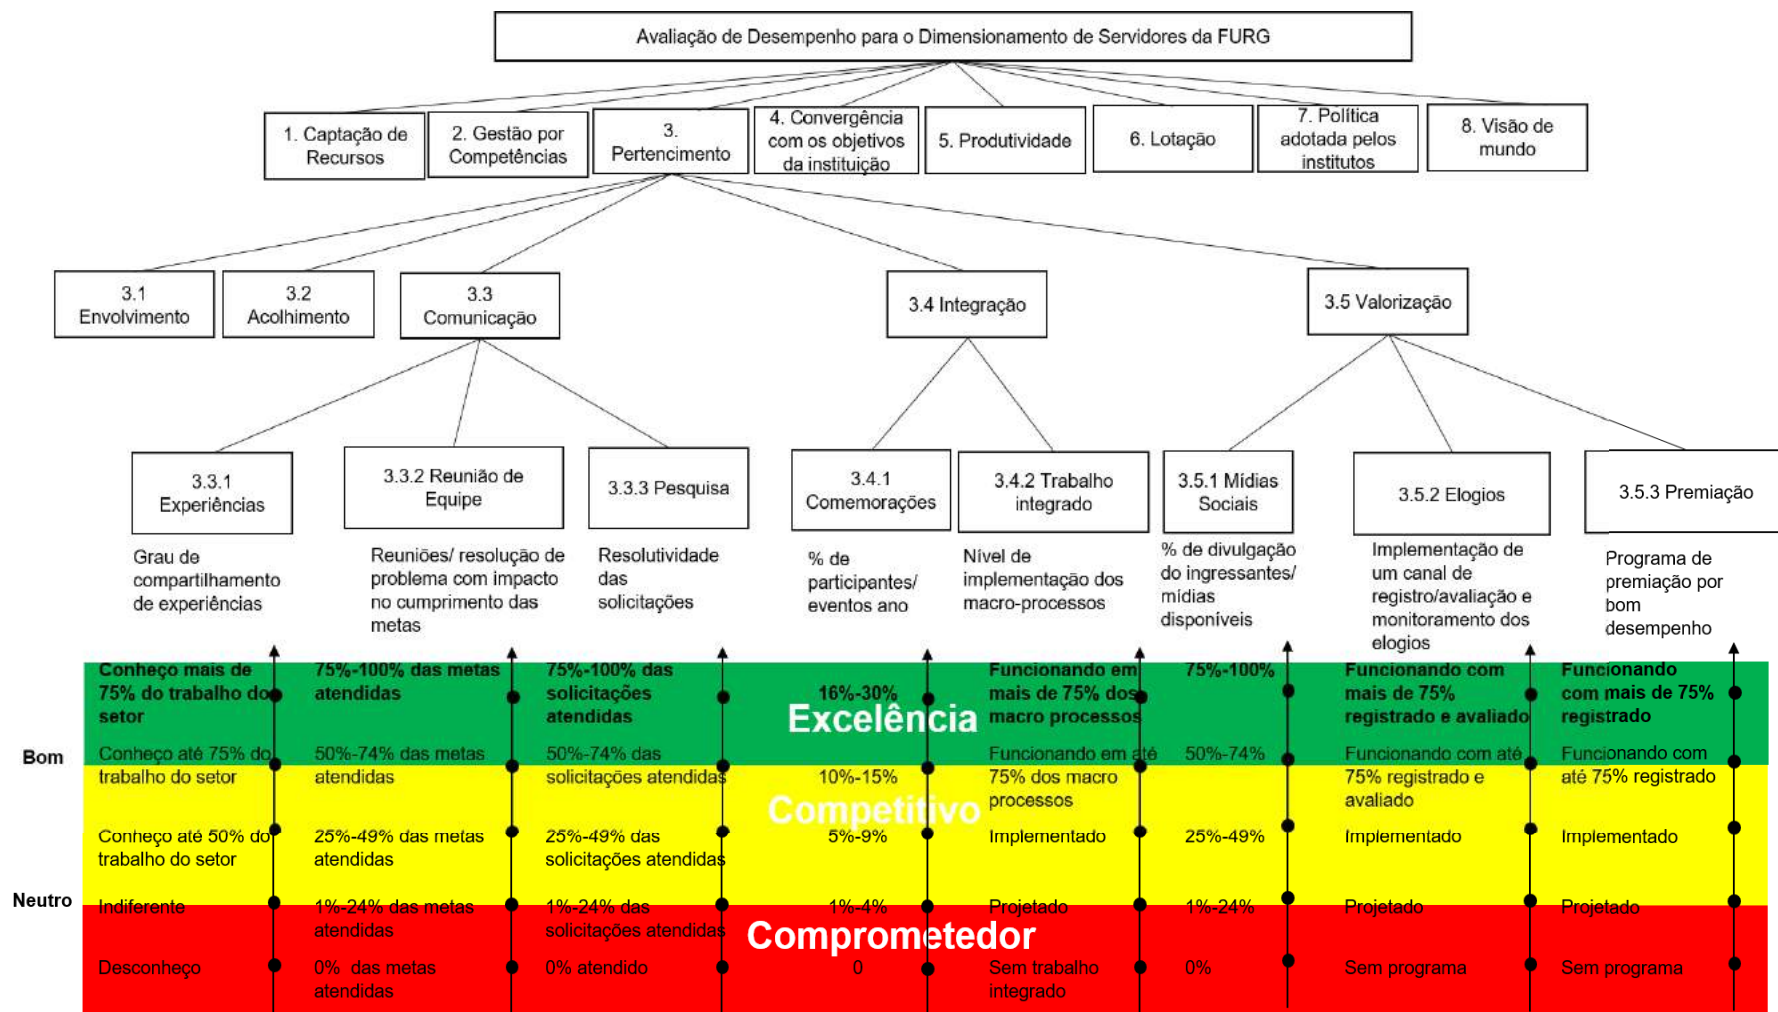 Avaliação de Desempenho para o Dimensionamento de Servidores da FURG
1. Captação de
Recursos
2. Gestão por
Competências
3.
Pertencimento
4. Convergência
com os objetivos
da instituição
5. Produtividade
6. Lotação
7. Política
adotada pelos
institutos
8. Visão de
mundo
3.1
Envolvimento
3.2
Acolhimento
3.3
Comunicação
3.4 Integração
3.5 Valorização
3.3.1
Experiências
3.3.2 Reunião de
Equipe
3.3.3 Pesquisa
3.4.1
Comemorações
3.4.2 Trabalho
integrado
3.5.1 Mídias
Sociais
3.5.2 Elogios
3.5.3 Premiação
Grau de
compartilhamento
de experiências
Reuniões/ resolução de
problema com impacto
no cumprimento das
metas
Resolutividade
das
solicitações
% de
participantes/
eventos ano
Nível de
implementação dos
macro-processos
% de divulgação
do ingressantes/
mídias
disponíveis
Implementação de
um canal de
registro/avaliação e
monitoramento dos
elogios
Programa de
premiação por
bom
desempenho
Conheço mais de
75% do trabalho do
setor
75%-100% das metas
atendidas
75%-100% das
solicitações
atendidas
16%-30%
Funcionando em
mais de 75% dos
macro processos
75%-100%
Funcionando com
mais de 75%
registrado e avaliado
Funcionando
com mais de 75%
registrado
Excelência
Bom
Conheço até 75% do
trabalho do setor
50%-74% das metas
atendidas
50%-74% das
solicitações atendidas
10%-15%
Funcionando em até
75% dos macro
processos
50%-74%
Funcionando com até
75% registrado e
avaliado
Funcionando com
até 75% registrado
Competitivo
Conheço até 50% do
trabalho do setor
25%-49% das metas
atendidas
25%-49% das
solicitações atendidas
5%-9%
Implementado
25%-49%
Implementado
Implementado
Neutro
Indiferente
1%-24% das metas
atendidas
1%-24% das
solicitações atendidas
1%-4%
Projetado
1%-24%
Projetado
Projetado
Comprometedor
Desconheço
0% das metas
atendidas
0% atendido
0
Sem trabalho
integrado
0%
Sem programa
Sem programa